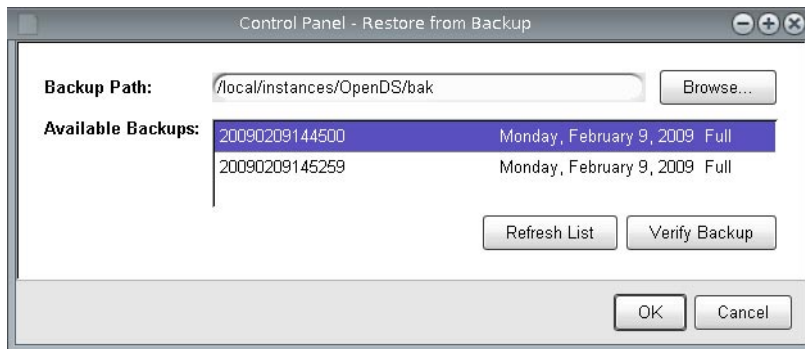 Control Panel - Restore from Backup
Backup Path: /local/instances/OpenDS/bak Browse...
Available Backups: 20090209144500 Monday, February 9, 2009 Full
20090209145259 Monday, February 9, 2009 Full
Refresh List Verify Backup
OK Cancel